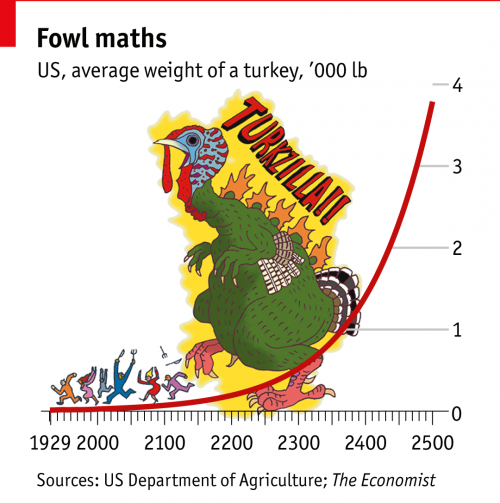 Fowl maths
US, average weight of a turkey, ’000 lb
4
TURKZILLA!!
3
2
1
0
1929 2000 2100 2200 2300 2400 2500
Sources: US Department of Agriculture; The Economist